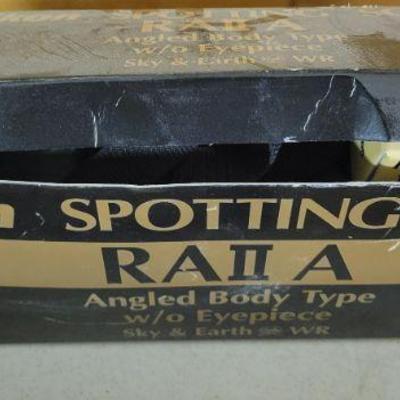 SPOTTING
RAII A
Angled Body Type
w/o Eyepiece
Sky & Earth WR
SPOTTING
RAII A
Angled Body Type
w/o Eyepiece
Sky & Earth WR